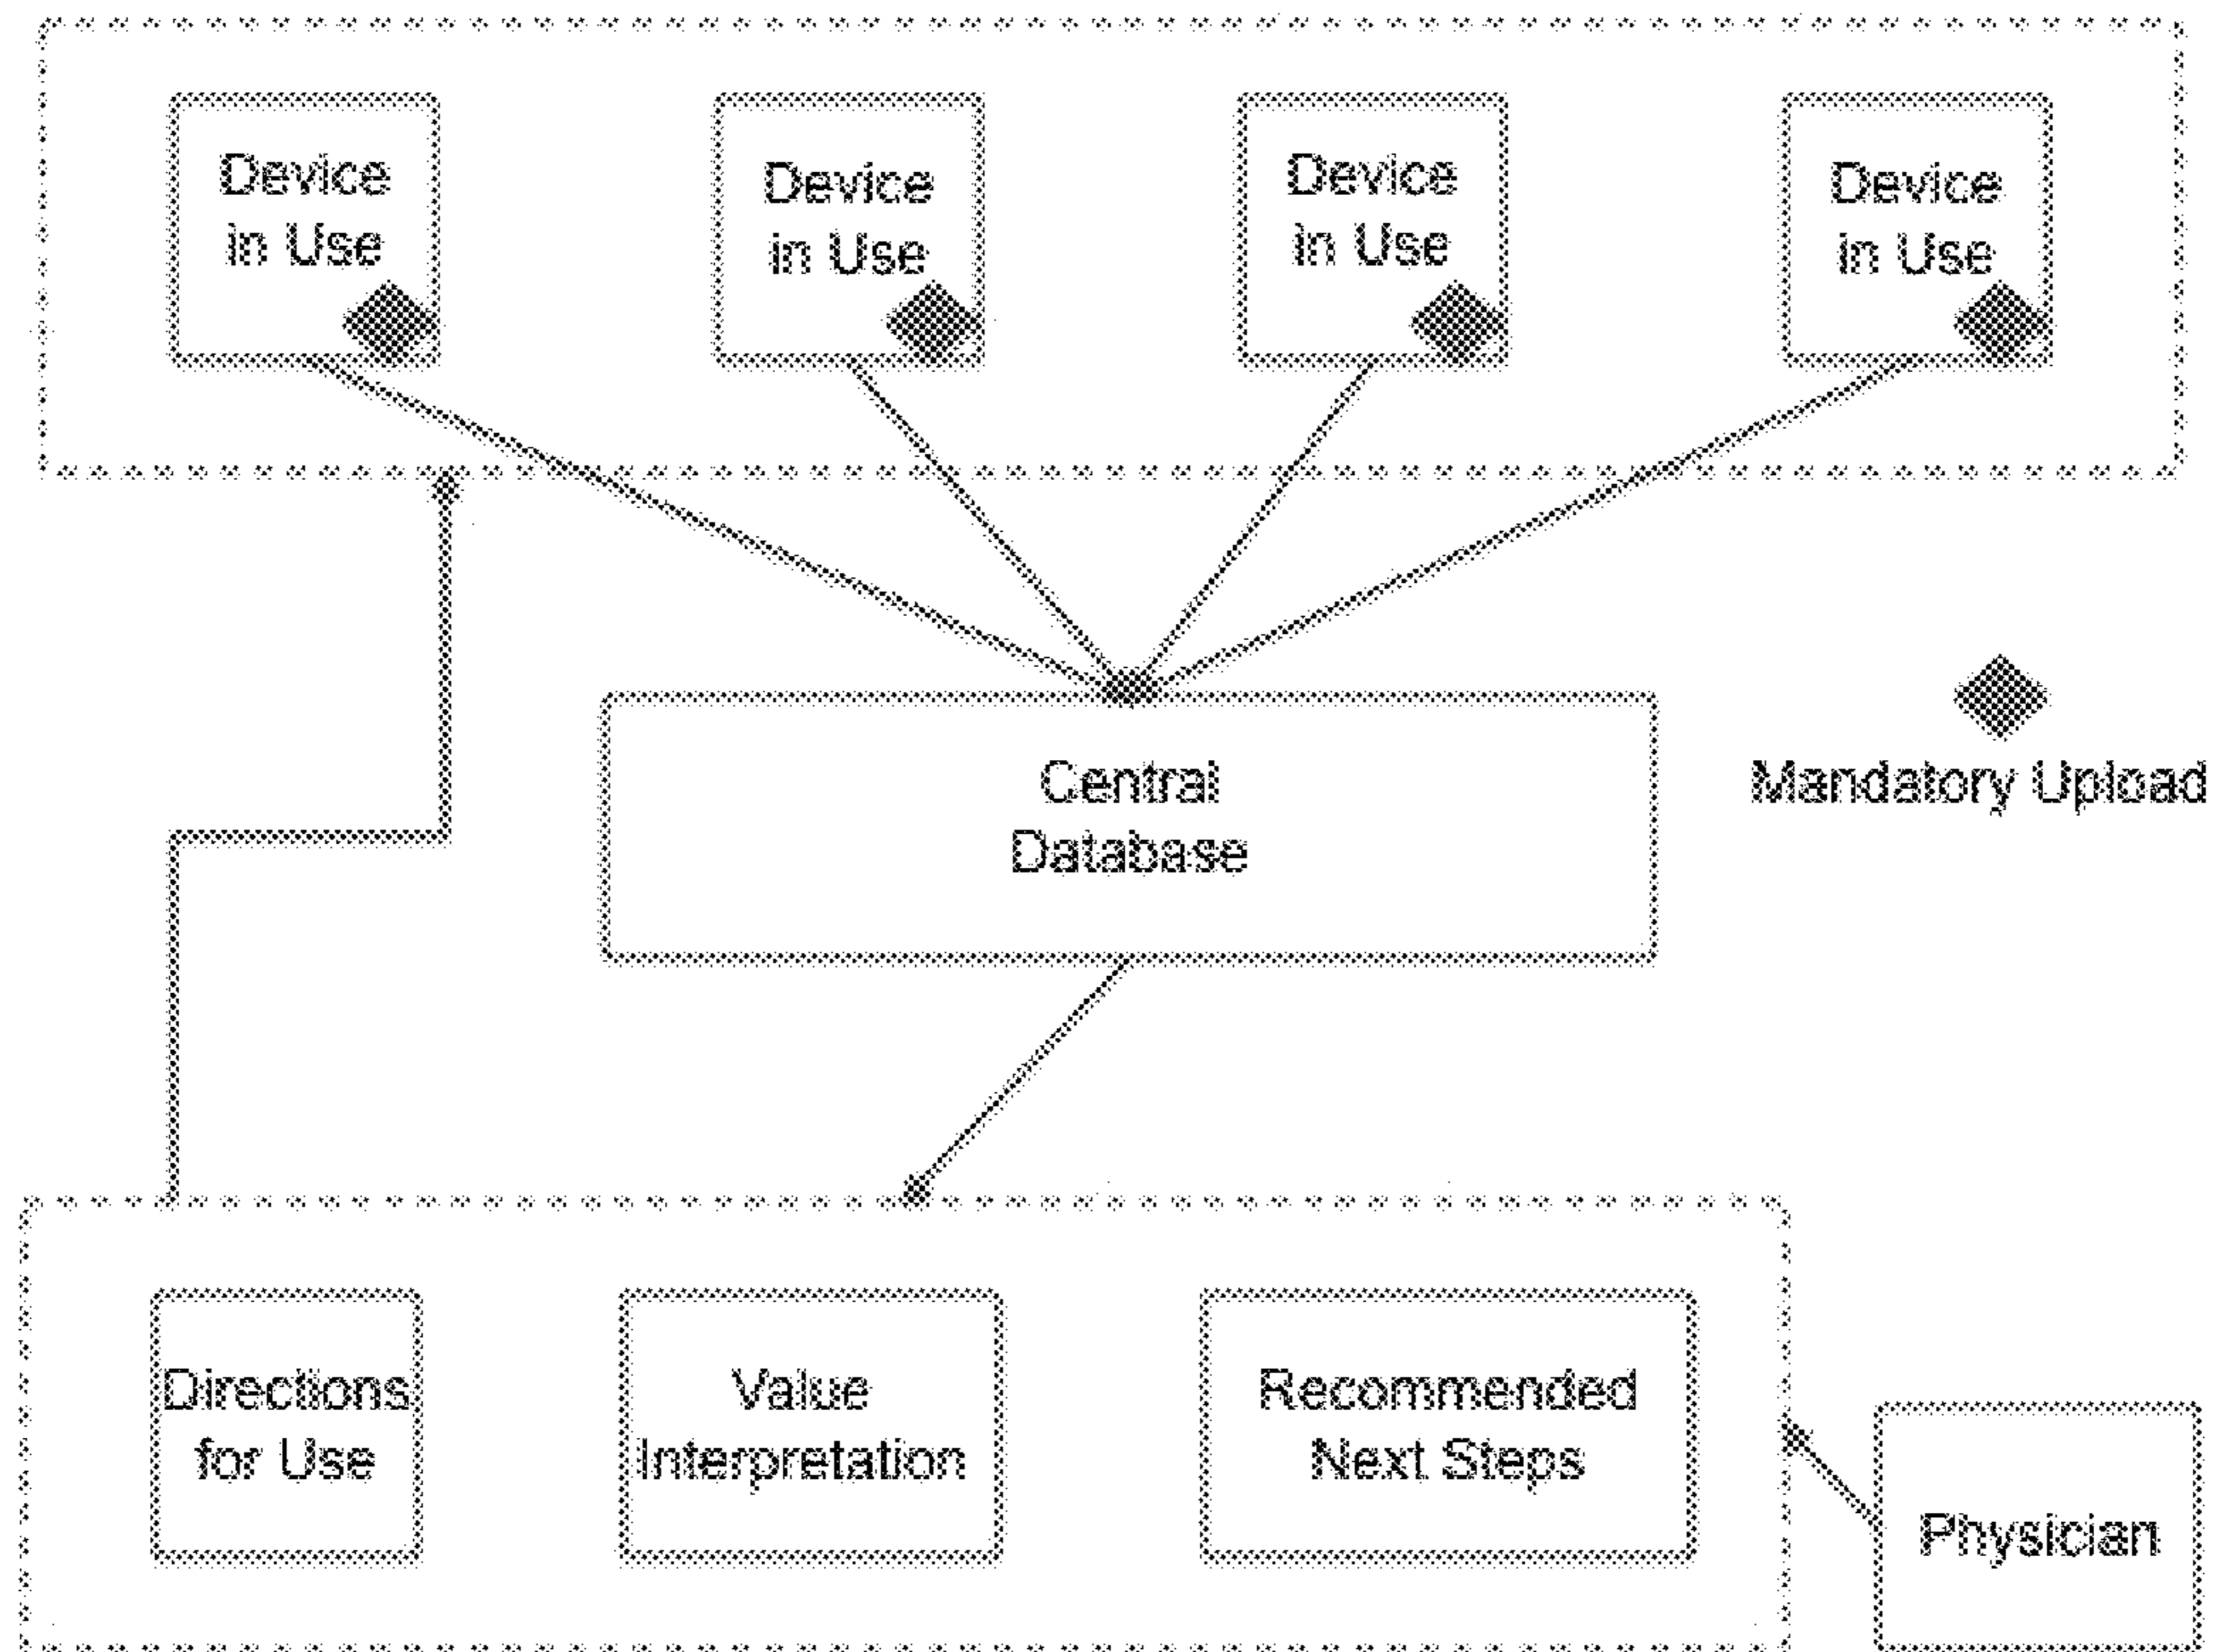 Device
in Use
Device
in Use
Device
in Use
Device
in Use
Central
Database
Mandatory Upload
Directions
for Use
Value
Interpretation
Recommended
Next Steps
Physician